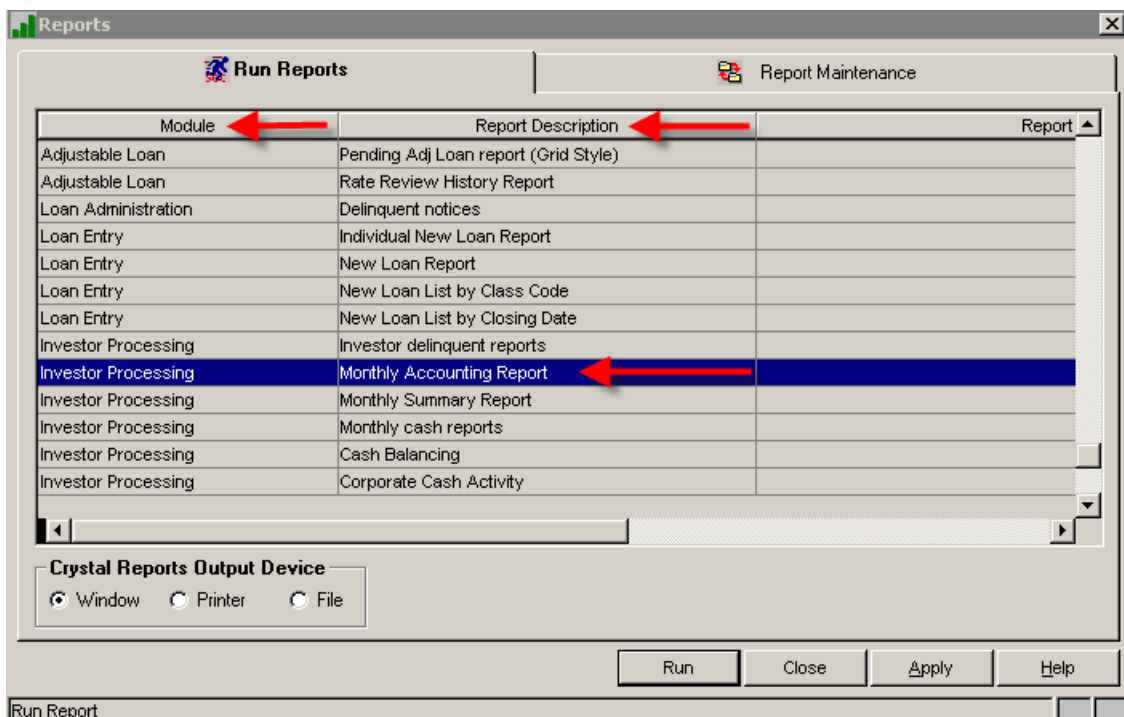 Reports
Run Reports Report Maintenance
Module Report Description Report
Adjustable Loan Pending Adj Loan report (Grid Style)
Adjustable Loan Rate Review History Report
Loan Administration Delinquent notices
Loan Entry Individual New Loan Report
Loan Entry New Loan Report
Loan Entry New Loan List by Class Code
Loan Entry New Loan List by Closing Date
Investor Processing Investor delinquent reports
Investor Processing Monthly Accounting Report
Investor Processing Monthly Summary Report
Investor Processing Monthly cash reports
Investor Processing Cash Balancing
Investor Processing Corporate Cash Activity
Crystal Reports Output Device
Window Printer File
Run Close Apply Help
Run Report